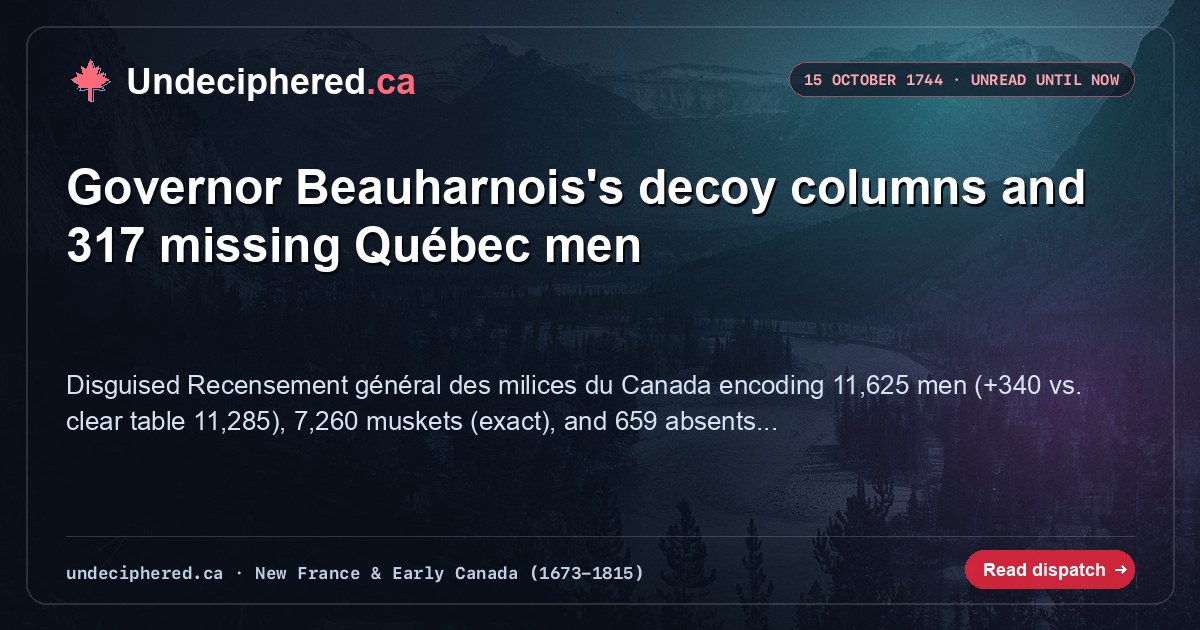 Undeciphered.ca
15 OCTOBER 1744 · UNREAD UNTIL NOW
Governor Beauharnois's decoy columns and
317 missing Québec men
Disguised Recensement général des milices du Canada encoding 11,625 men (+340 vs.
clear table 11,285), 7,260 muskets (exact), and 659 absents...
undeciphered.ca · New France & Early Canada (1673–1815)
Read dispatch →